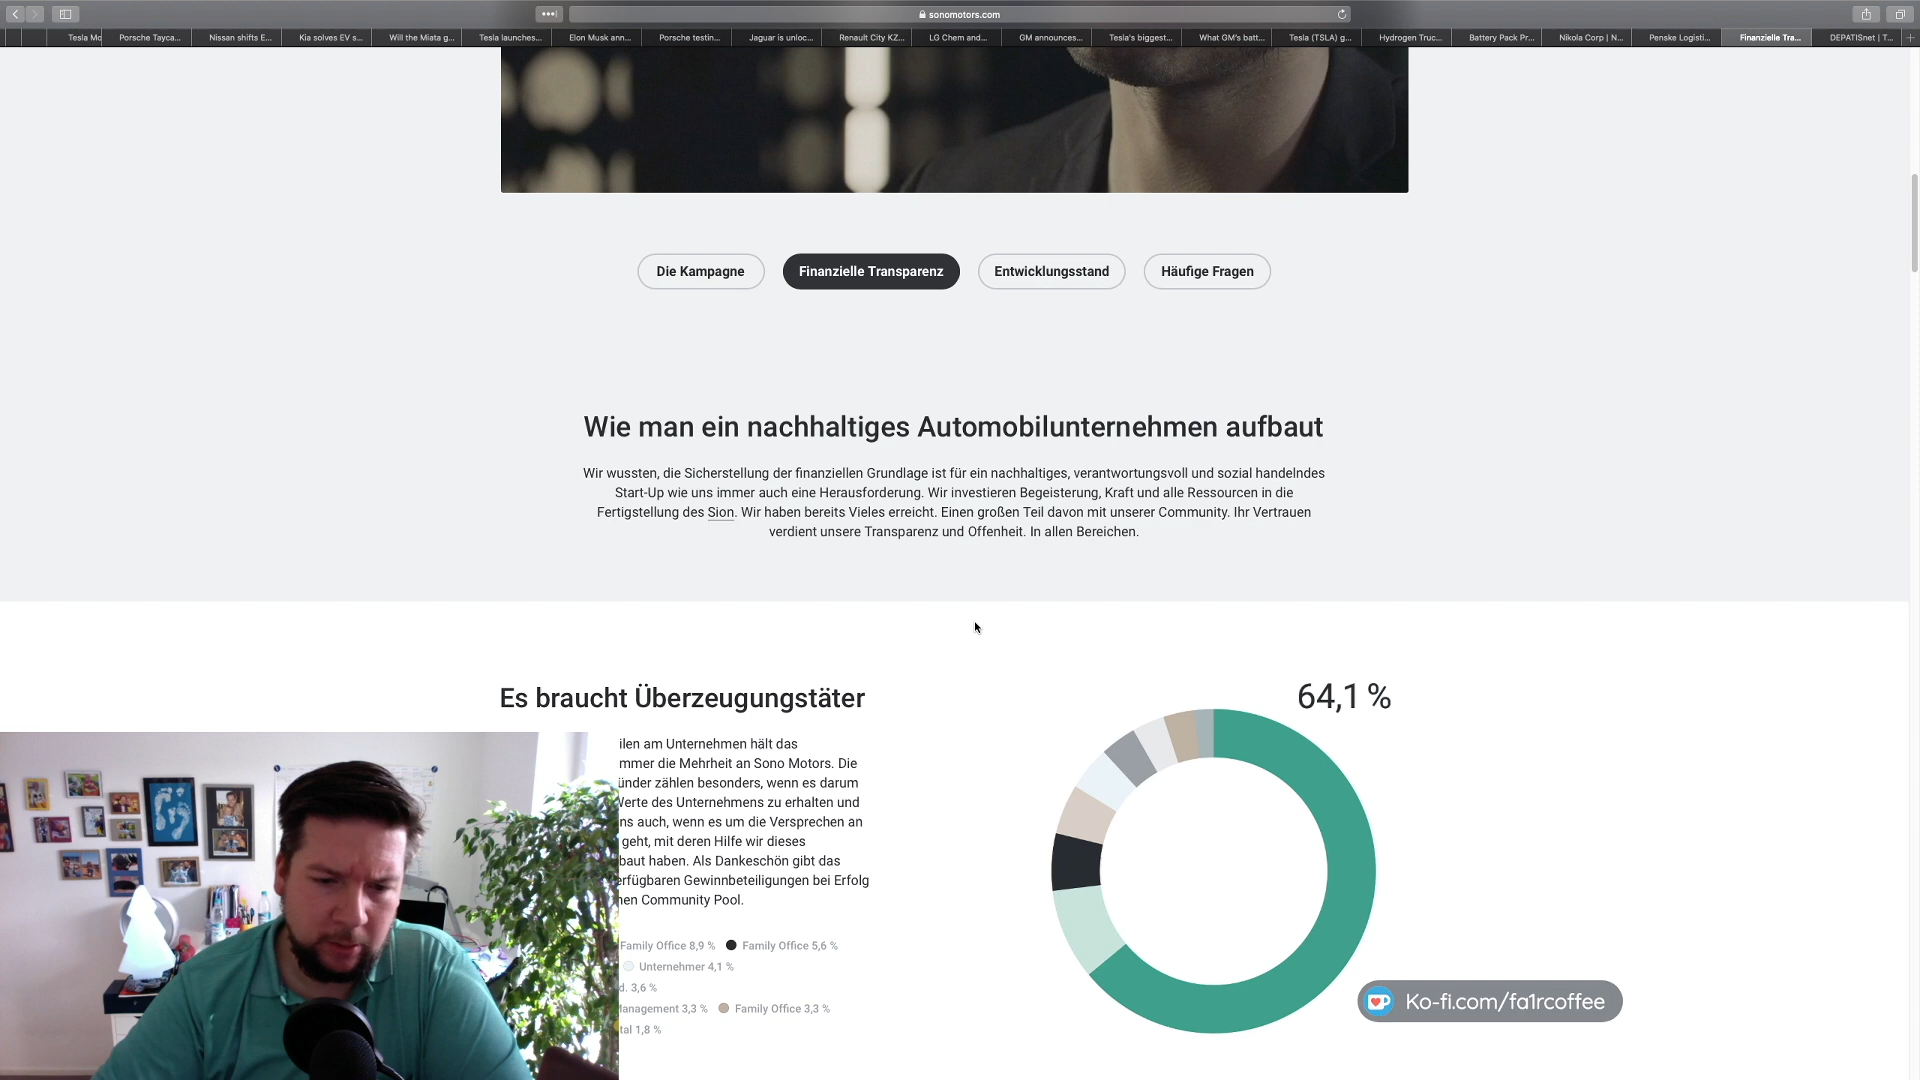 sonomotors.com
Tesla Mo
Porsche Tayca...
Nissan shifts E...
Kia solves EV s...
Will the Miata g...
Tesla launches...
Elon Musk ann...
Porsche testin...
Jaguar is unloc...
Renault City KZ...
LG Chem and...
GM announces...
Tesla's biggest...
What GM's batt...
Tesla (TSLA) g...
Hydrogen Truc...
Battery Pack Pr...
Nikola Corp | N...
Penske Logisti...
Finanzielle Tra...
DEPATISnet | T...
Die Kampagne
Finanzielle Transparenz
Entwicklungsstand
Häufige Fragen
Wie man ein nachhaltiges Automobilunternehmen aufbaut
Wir wussten, die Sicherstellung der finanziellen Grundlage ist für ein nachhaltiges, verantwortungsvoll und sozial handelndes
Start-Up wie uns immer auch eine Herausforderung. Wir investieren Begeisterung, Kraft und alle Ressourcen in die
Fertigstellung des Sion. Wir haben bereits Vieles erreicht. Einen großen Teil davon mit unserer Community. Ihr Vertrauen
verdient unsere Transparenz und Offenheit. In allen Bereichen.
Es braucht Überzeugungstäter
64,1 %
ilen am Unternehmen hält das
mmer die Mehrheit an Sono Motors. Die
ünder zählen besonders, wenn es darum
Werte des Unternehmens zu erhalten und
ns auch, wenn es um die Versprechen an
geht, mit deren Hilfe wir dieses
baut haben. Als Dankeschön gibt das
erfügbaren Gewinnbeteiligungen bei Erfolg
nen Community Pool.
Family Office 8,9 % Family Office 5,6 %
Unternehmer 4,1 %
d. 3,6 %
Management 3,3 % Family Office 3,3 %
tal 1,8 %
Ko-fi.com/fa1rcoffee